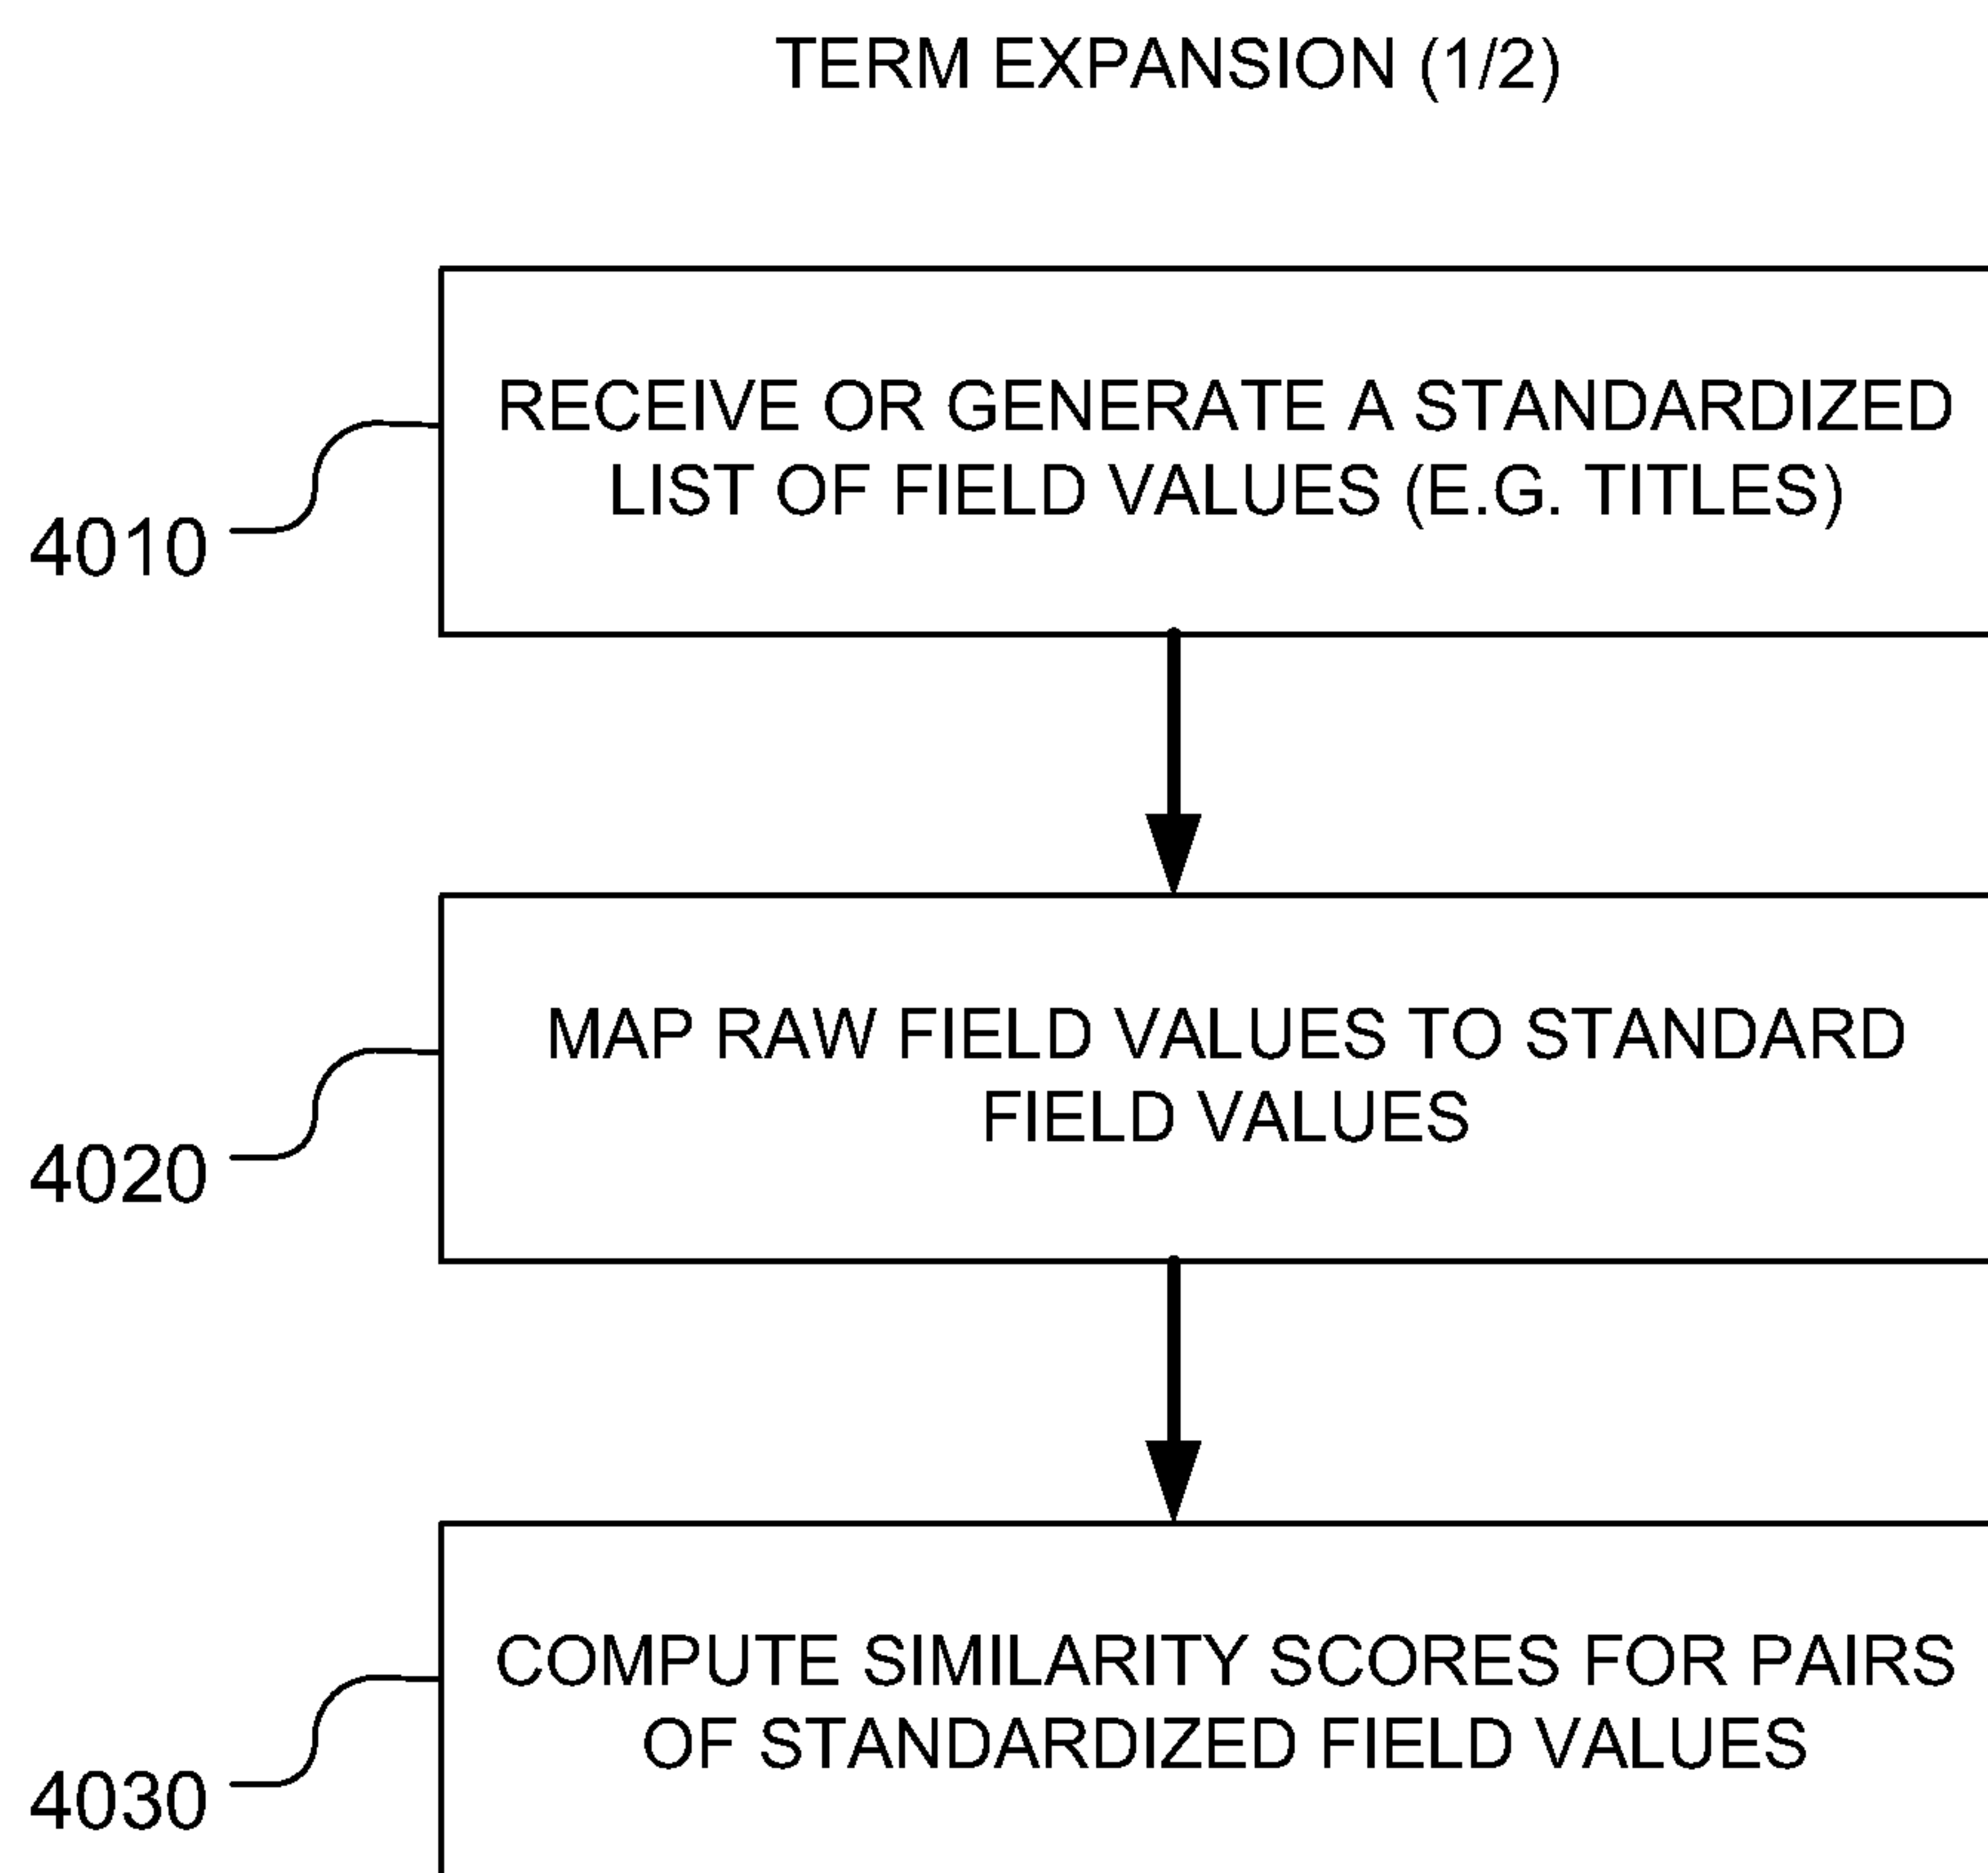 TERM EXPANSION (1/2)
RECEIVE OR GENERATE A STANDARDIZED
LIST OF FIELD VALUES (E.G. TITLES)
4010
MAP RAW FIELD VALUES TO STANDARD
FIELD VALUES
4020
COMPUTE SIMILARITY SCORES FOR PAIRS
OF STANDARDIZED FIELD VALUES
4030